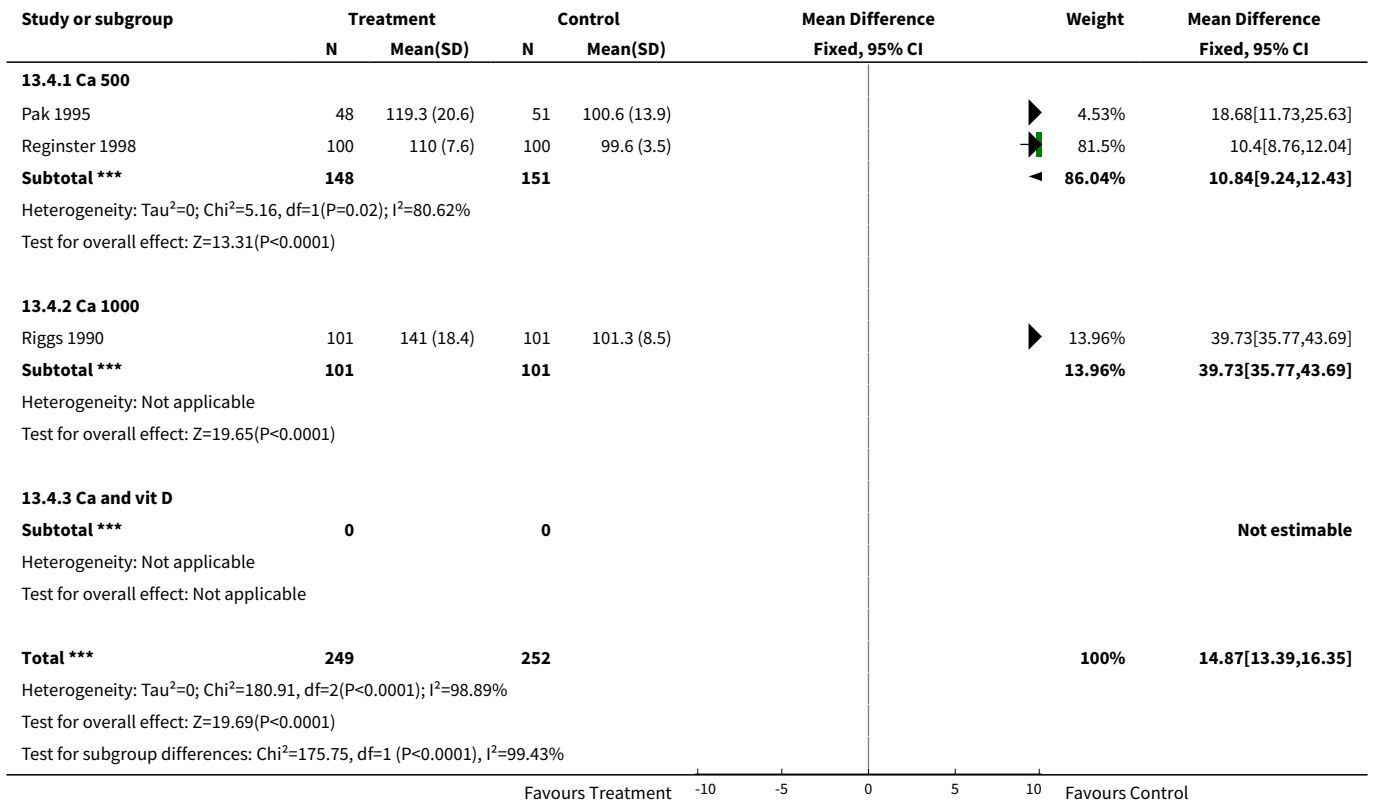 Study or subgroup Treatment Control Mean Difference Weight Mean Difference
N Mean(SD) N Mean(SD) Fixed, 95% CI Fixed, 95% CI
13.4.1 Ca 500
Pak 1995 48 119.3 (20.6) 51 100.6 (13.9) 4.53% 18.68[11.73,25.63]
Reginster 1998 100 110 (7.6) 100 99.6 (3.5) 81.5% 10.4[8.76,12.04]
Subtotal *** 148 151 86.04% 10.84[9.24,12.43]
Heterogeneity: Tau²=0; Chi²=5.16, df=1(P=0.02); I²=80.62%
Test for overall effect: Z=13.31(P<0.0001)
13.4.2 Ca 1000
Riggs 1990 101 141 (18.4) 101 101.3 (8.5) 13.96% 39.73[35.77,43.69]
Subtotal *** 101 101 13.96% 39.73[35.77,43.69]
Heterogeneity: Not applicable
Test for overall effect: Z=19.65(P<0.0001)
13.4.3 Ca and vit D
Subtotal *** 0 0 Not estimable
Heterogeneity: Not applicable
Test for overall effect: Not applicable
Total *** 249 252 100% 14.87[13.39,16.35]
Heterogeneity: Tau²=0; Chi²=180.91, df=2(P<0.0001); I²=98.89%
Test for overall effect: Z=19.69(P<0.0001)
Test for subgroup differences: Chi²=175.75, df=1 (P<0.0001), I²=99.43%
Favours Treatment -10 -5 0 5 10 Favours Control